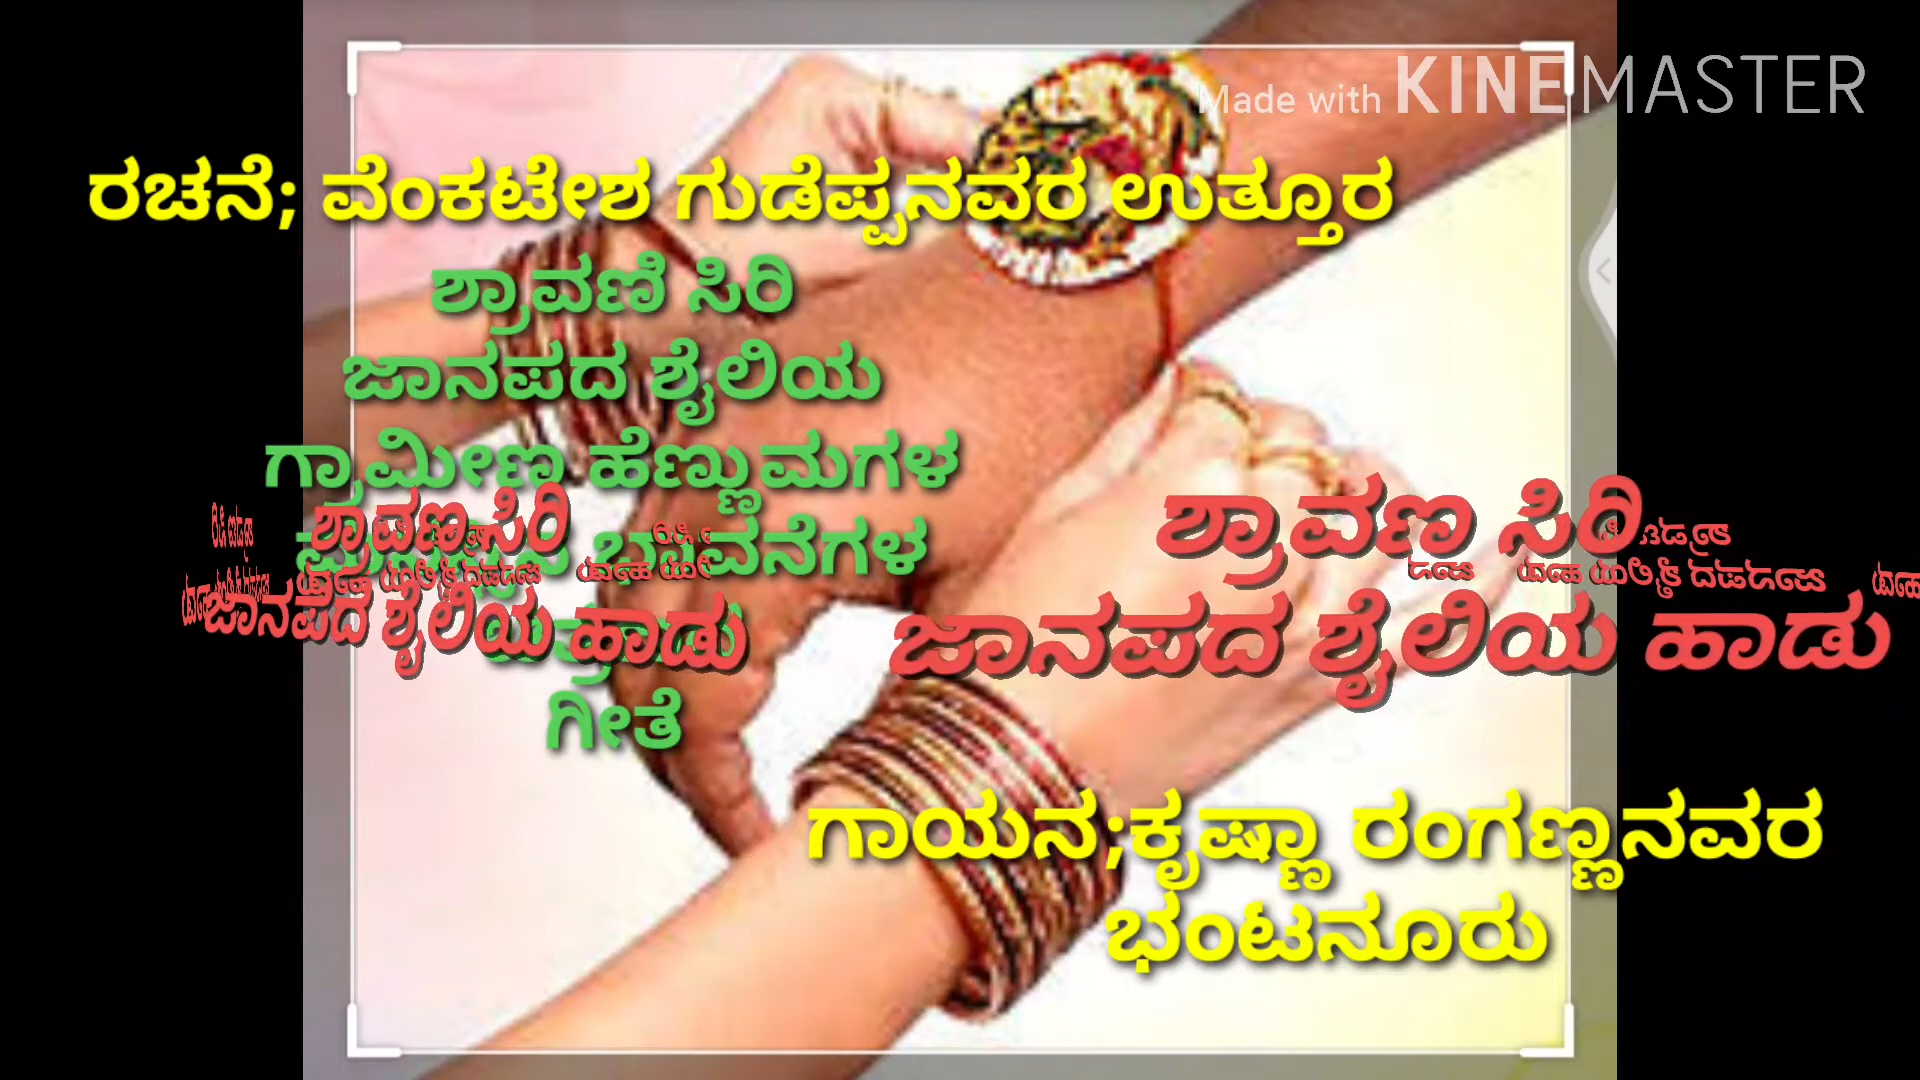 Made with KINEMASTER
ರಚನೆ; ವೆಂಕಟೇಶ ಗುಡೆಪ್ಪನವರ ಉತ್ತೂರ
ಶ್ರಾವಣಿ ಸಿರಿ
ಜಾನಪದ ಶೈಲಿಯ
ಗ್ರಾಮೀಣ ಹೆಣ್ಣುಮಗಳ
ಭಾವನೆಗಳ
ಗೀತೆ
ಶ್ರಾವಣ ಸಿರಿ
ಜಾನಪದ ಶೈಲಿಯ ಹಾಡು
ಶ್ರಾವಣ ಸಿರಿ
ಜಾನಪದ ಶೈಲಿಯ ಹಾಡು
ಗಾಯನ;ಕೃಷ್ಣಾ ರಂಗಣ್ಣನವರ
ಭಂಟನೂರು